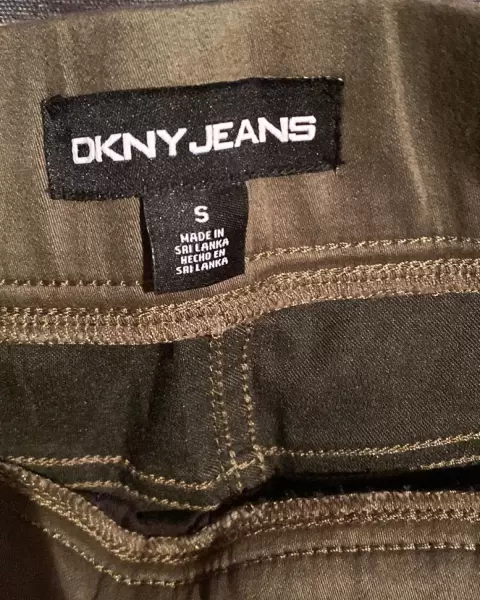 DKNY JEANS
S
MADE IN
SRI LANKA
HECHO EN
SRI LANKA